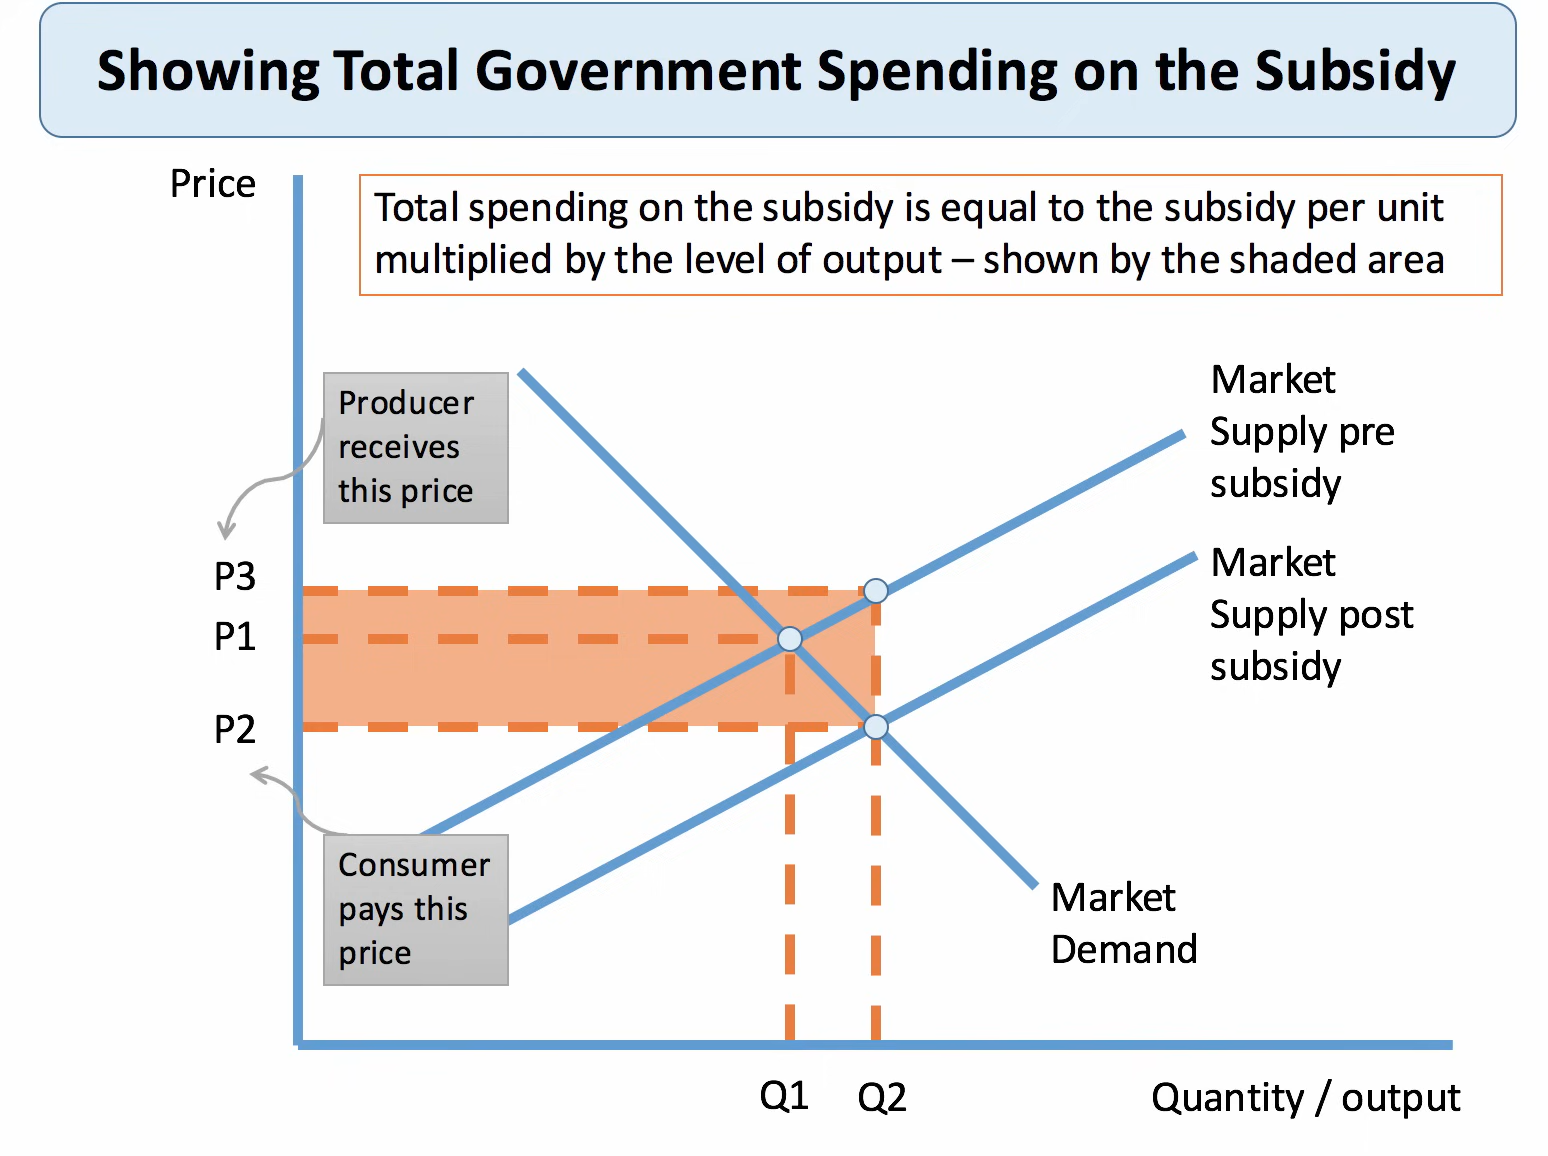 Showing Total Government Spending on the Subsidy
Price
Total spending on the subsidy is equal to the subsidy per unit
multiplied by the level of output – shown by the shaded area
Producer
receives
this price
Market
Supply pre
subsidy
P3
P1
P2
Market
Supply post
subsidy
Consumer
pays this
price
Market
Demand
Q1
Q2
Quantity / output